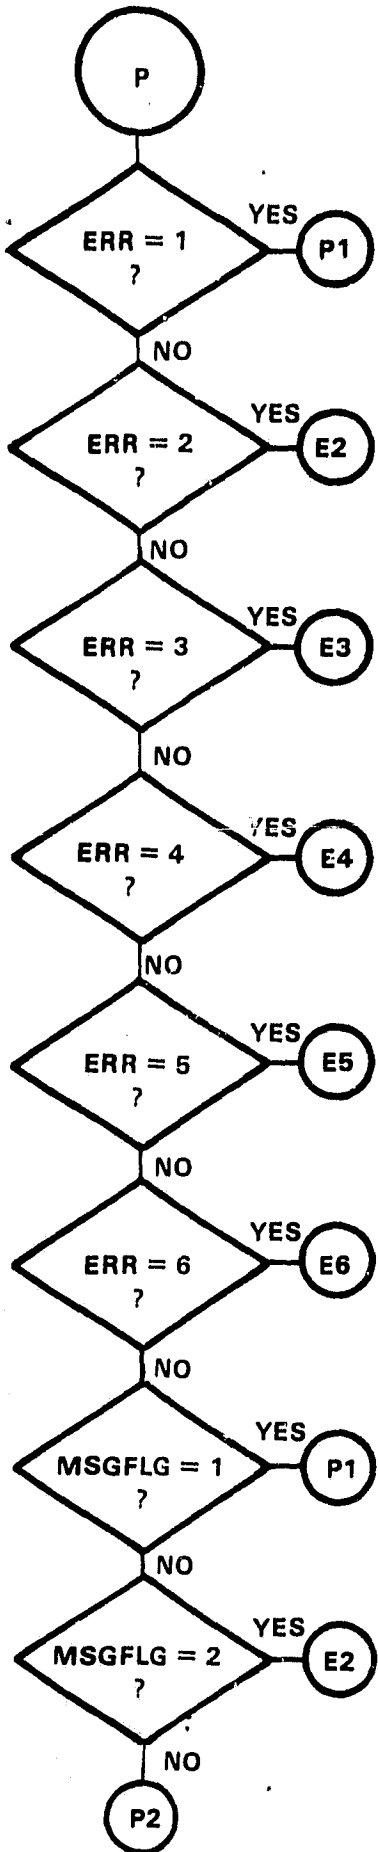 P
YES
ERR = 1
P1
?
NO
YES
ERR = 2
E2
?
NO
YES
ERR = 3
E3
?
NO
YES
ERR = 4
E4
?
NO
YES
ERR = 5
E5
?
NO
YES
ERR = 6
E6
?
NO
YES
MSGFLG = 1
P1
?
NO
YES
MSGFLG = 2
E2
?
NO
P2